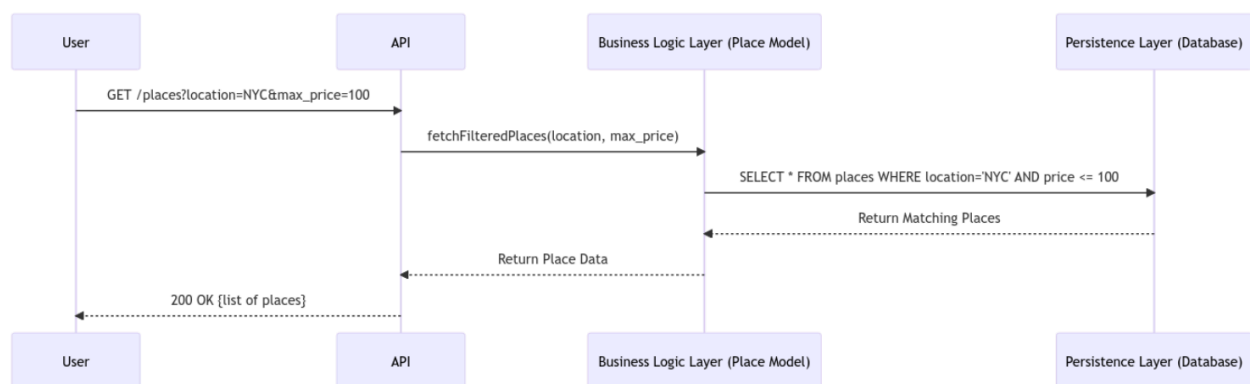 User
API
Business Logic Layer (Place Model)
Persistence Layer (Database)
GET /places?location=NYC&max_price=100
fetchFilteredPlaces(location, max_price)
SELECT * FROM places WHERE location='NYC' AND price <= 100
Return Matching Places
Return Place Data
200 OK {list of places}
User
API
Business Logic Layer (Place Model)
Persistence Layer (Database)